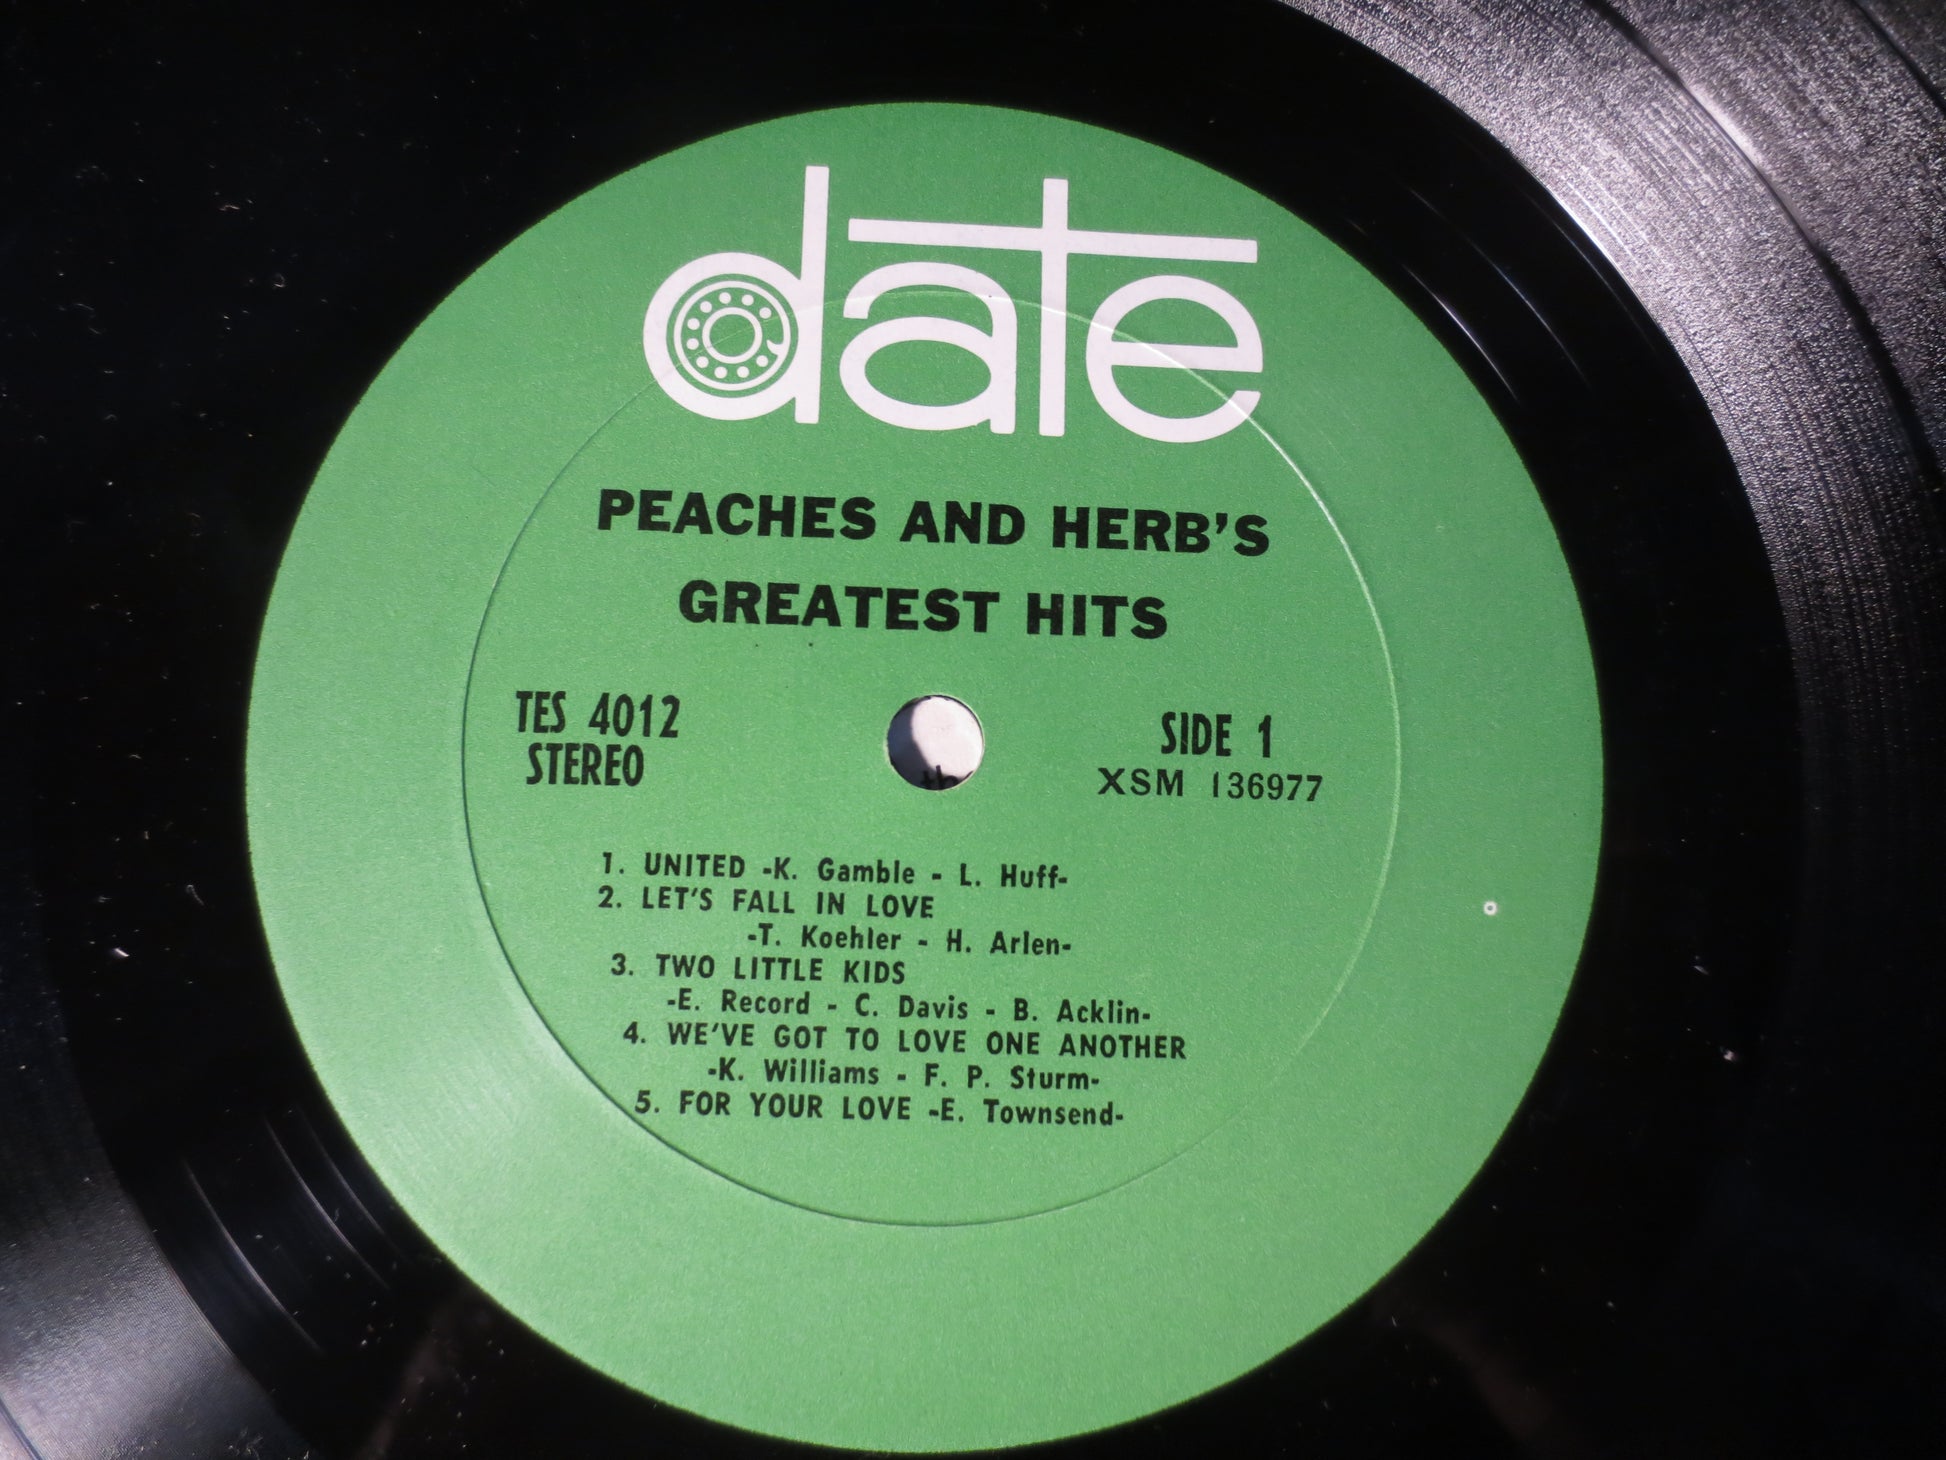 date
PEACHES AND HERB'S
GREATEST HITS
TES 4012
STEREO
SIDE 1
XSM 136977
1. UNITED -K. Gamble - L. Huff-
2. LET'S FALL IN LOVE
-T. Koehler - H. Arlen-
3. TWO LITTLE KIDS
-E. Record - C. Davis - B. Acklin-
4. WE'VE GOT TO LOVE ONE ANOTHER
-K. Williams - F. P. Sturm-
5. FOR YOUR LOVE -E. Townsend-